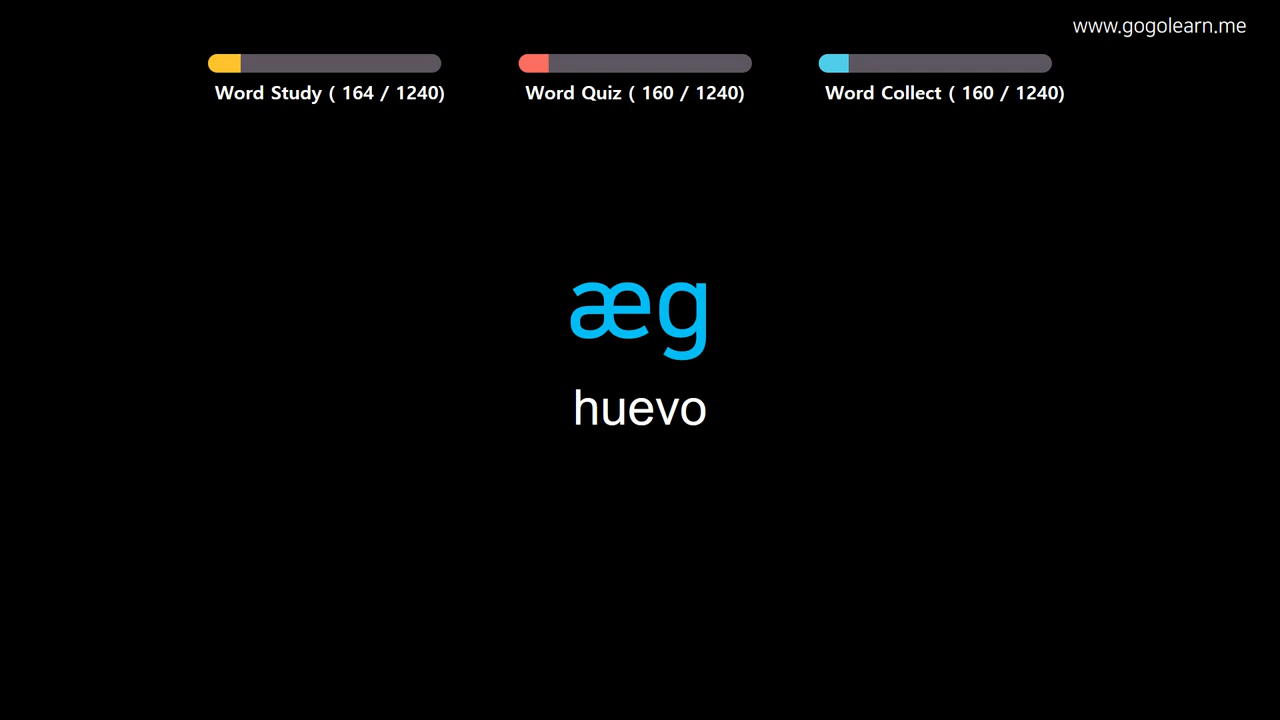 www.gogolearn.me
Word Study ( 164 / 1240)
Word Quiz ( 160 / 1240)
Word Collect ( 160 / 1240)
æg
huevo